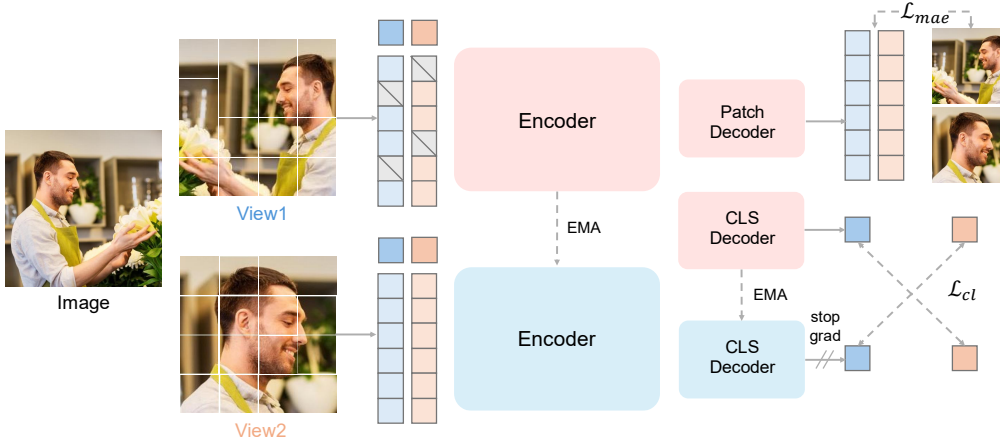 Image
View1
View2
Encoder
EMA
Encoder
Patch
Decoder
CLS
Decoder
EMA
CLS
Decoder
stop
grad
ℒmae
ℒcl